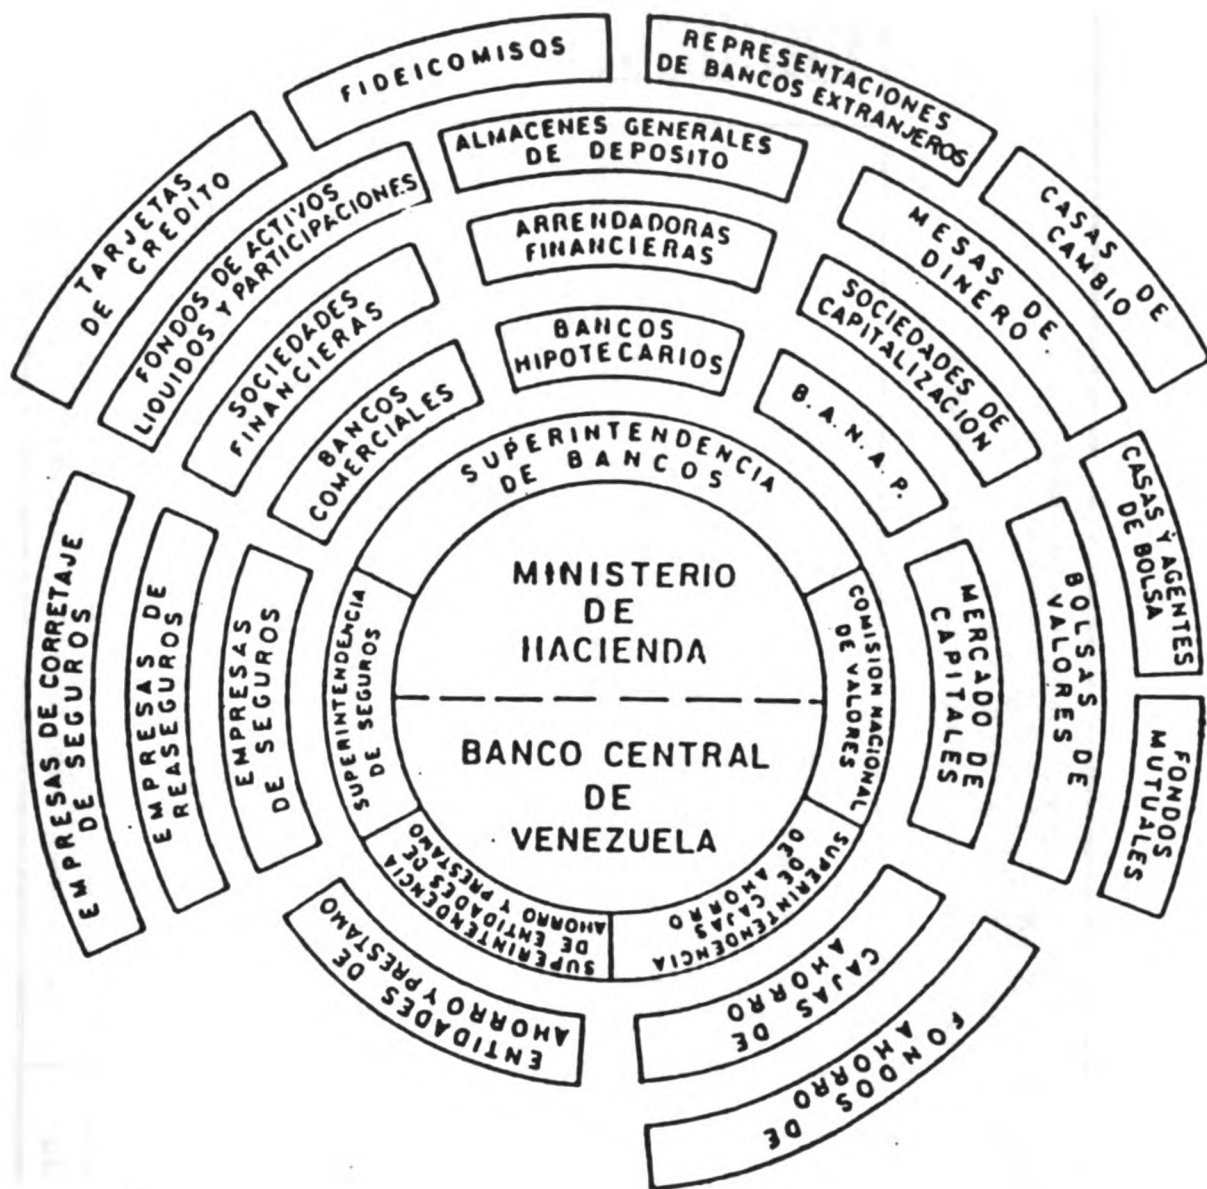 FIDEICOMISOS
REPRESENTACIONES
DE BANCOS EXTRANJEROS
TARJETAS
DE CREDITO
CASAS DE
CAMBIO
ALMACENES GENERALES
DE DEPOSITO
FONDOS DE ACTIVOS
LIQUIDOS Y PARTICIPACIONES
MESAS DE
DINERO
ARRENDADORAS
FINANCIERAS
SOCIEDADES
FINANCIERAS
SOCIEDADES DE
CAPITALIZACION
BANCOS
HIPOTECARIOS
BANCOS
COMERCIALES
B.A.N.A.P.
SUPERINTENDENCIA
DE BANCOS
CASAS Y AGENTES
DE BOLSA
BOLSAS DE
VALORES
MERCADO DE
CAPITALES
COMISION NACIONAL
DE VALORES
FONDOS
MUTUALES
EMPRESAS DE CORRETAJE
DE SEGUROS
EMPRESAS DE
REASEGUROS
EMPRESAS
DE SEGUROS
SUPERINTENDENCIA
DE SEGUROS
MINISTERIO
DE
HACIENDA
BANCO CENTRAL
DE
VENEZUELA
SUPERINTENDENCIA
DE ENTIDADES DE
AHORRO Y PRESTAMO
SUPERINTENDENCIA
DE CAJAS
DE AHORRO
ENTIDADES DE
AHORRO Y PRESTAMO
CAJAS DE
AHORRO
FONDOS DE
AHORRO